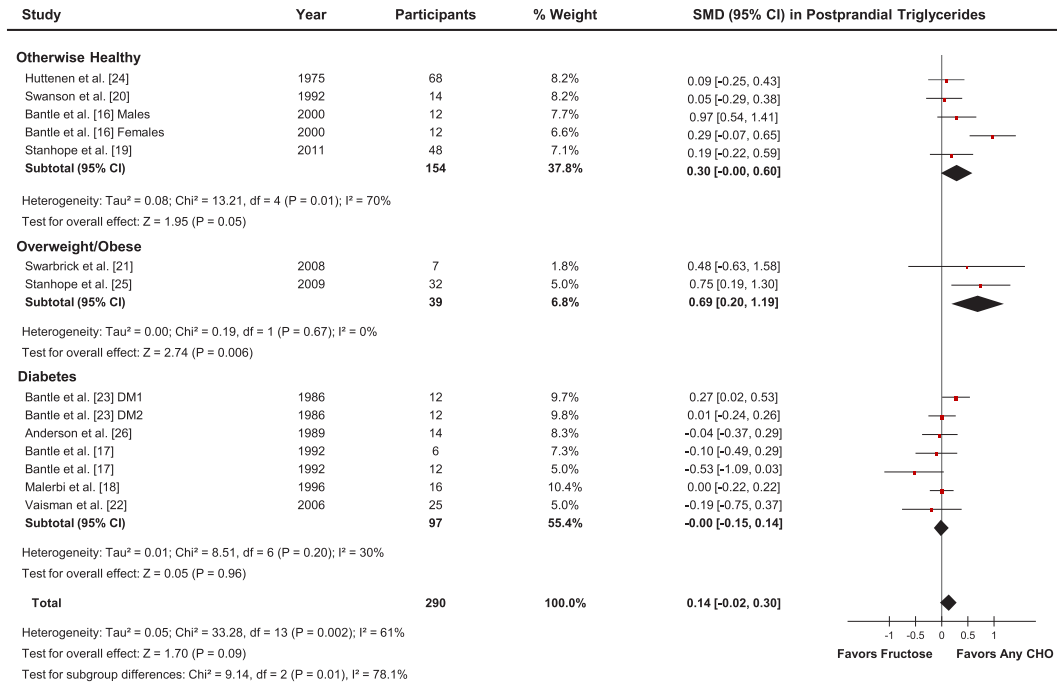 Study Year Participants % Weight SMD (95% CI) in Postprandial Triglycerides
Otherwise Healthy
Huttenen et al. [24] 1975 68 8.2% 0.09 [-0.25, 0.43]
Swanson et al. [20] 1992 14 8.2% 0.05 [-0.29, 0.38]
Bantle et al. [16] Males 2000 12 7.7% 0.97 [0.54, 1.41]
Bantle et al. [16] Females 2000 12 6.6% 0.29 [-0.07, 0.65]
Stanhope et al. [19] 2011 48 7.1% 0.19 [-0.22, 0.59]
Subtotal (95% CI) 154 37.8% 0.30 [-0.00, 0.60]
Heterogeneity: Tau² = 0.08; Chi² = 13.21, df = 4 (P = 0.01); I² = 70%
Test for overall effect: Z = 1.95 (P = 0.05)
Overweight/Obese
Swarbrick et al. [21] 2008 7 1.8% 0.48 [-0.63, 1.58]
Stanhope et al. [25] 2009 32 5.0% 0.75 [0.19, 1.30]
Subtotal (95% CI) 39 6.8% 0.69 [0.20, 1.19]
Heterogeneity: Tau² = 0.00; Chi² = 0.19, df = 1 (P = 0.67); I² = 0%
Test for overall effect: Z = 2.74 (P = 0.006)
Diabetes
Bantle et al. [23] DM1 1986 12 9.7% 0.27 [0.02, 0.53]
Bantle et al. [23] DM2 1986 12 9.8% 0.01 [-0.24, 0.26]
Anderson et al. [26] 1989 14 8.3% -0.04 [-0.37, 0.29]
Bantle et al. [17] 1992 6 7.3% -0.10 [-0.49, 0.29]
Bantle et al. [17] 1992 12 5.0% -0.53 [-1.09, 0.03]
Malerbi et al. [18] 1996 16 10.4% 0.00 [-0.22, 0.22]
Vaisman et al. [22] 2006 25 5.0% -0.19 [-0.75, 0.37]
Subtotal (95% CI) 97 55.4% -0.00 [-0.15, 0.14]
Heterogeneity: Tau² = 0.01; Chi² = 8.51, df = 6 (P = 0.20); I² = 30%
Test for overall effect: Z = 0.05 (P = 0.96)
Total 290 100.0% 0.14 [-0.02, 0.30]
Heterogeneity: Tau² = 0.05; Chi² = 33.28, df = 13 (P = 0.002); I² = 61%
-1 -0.5 0 0.5 1
Test for overall effect: Z = 1.70 (P = 0.09)
Favors Fructose Favors Any CHO
Test for subgroup differences: Chi² = 9.14, df = 2 (P = 0.01), I² = 78.1%